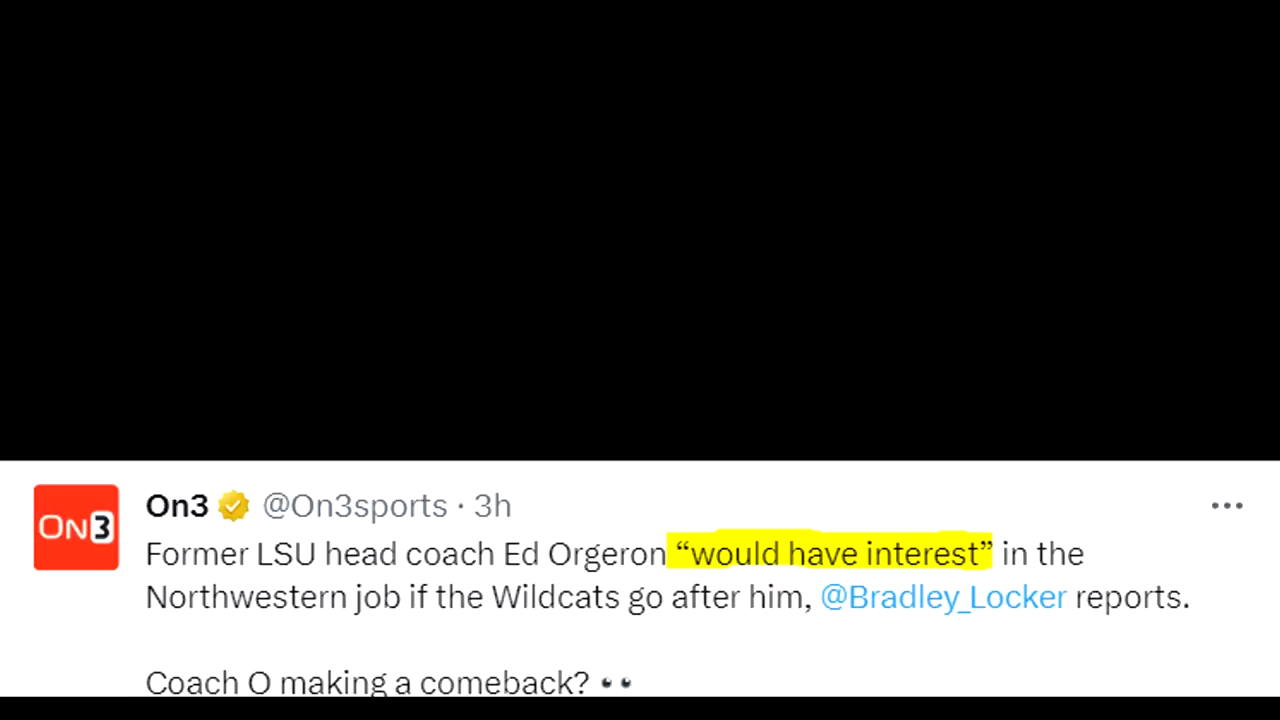 ON3
On3 @On3sports · 3h
Former LSU head coach Ed Orgeron “would have interest” in the
Northwestern job if the Wildcats go after him, @Bradley_Locker reports.
Coach O making a comeback? 👀